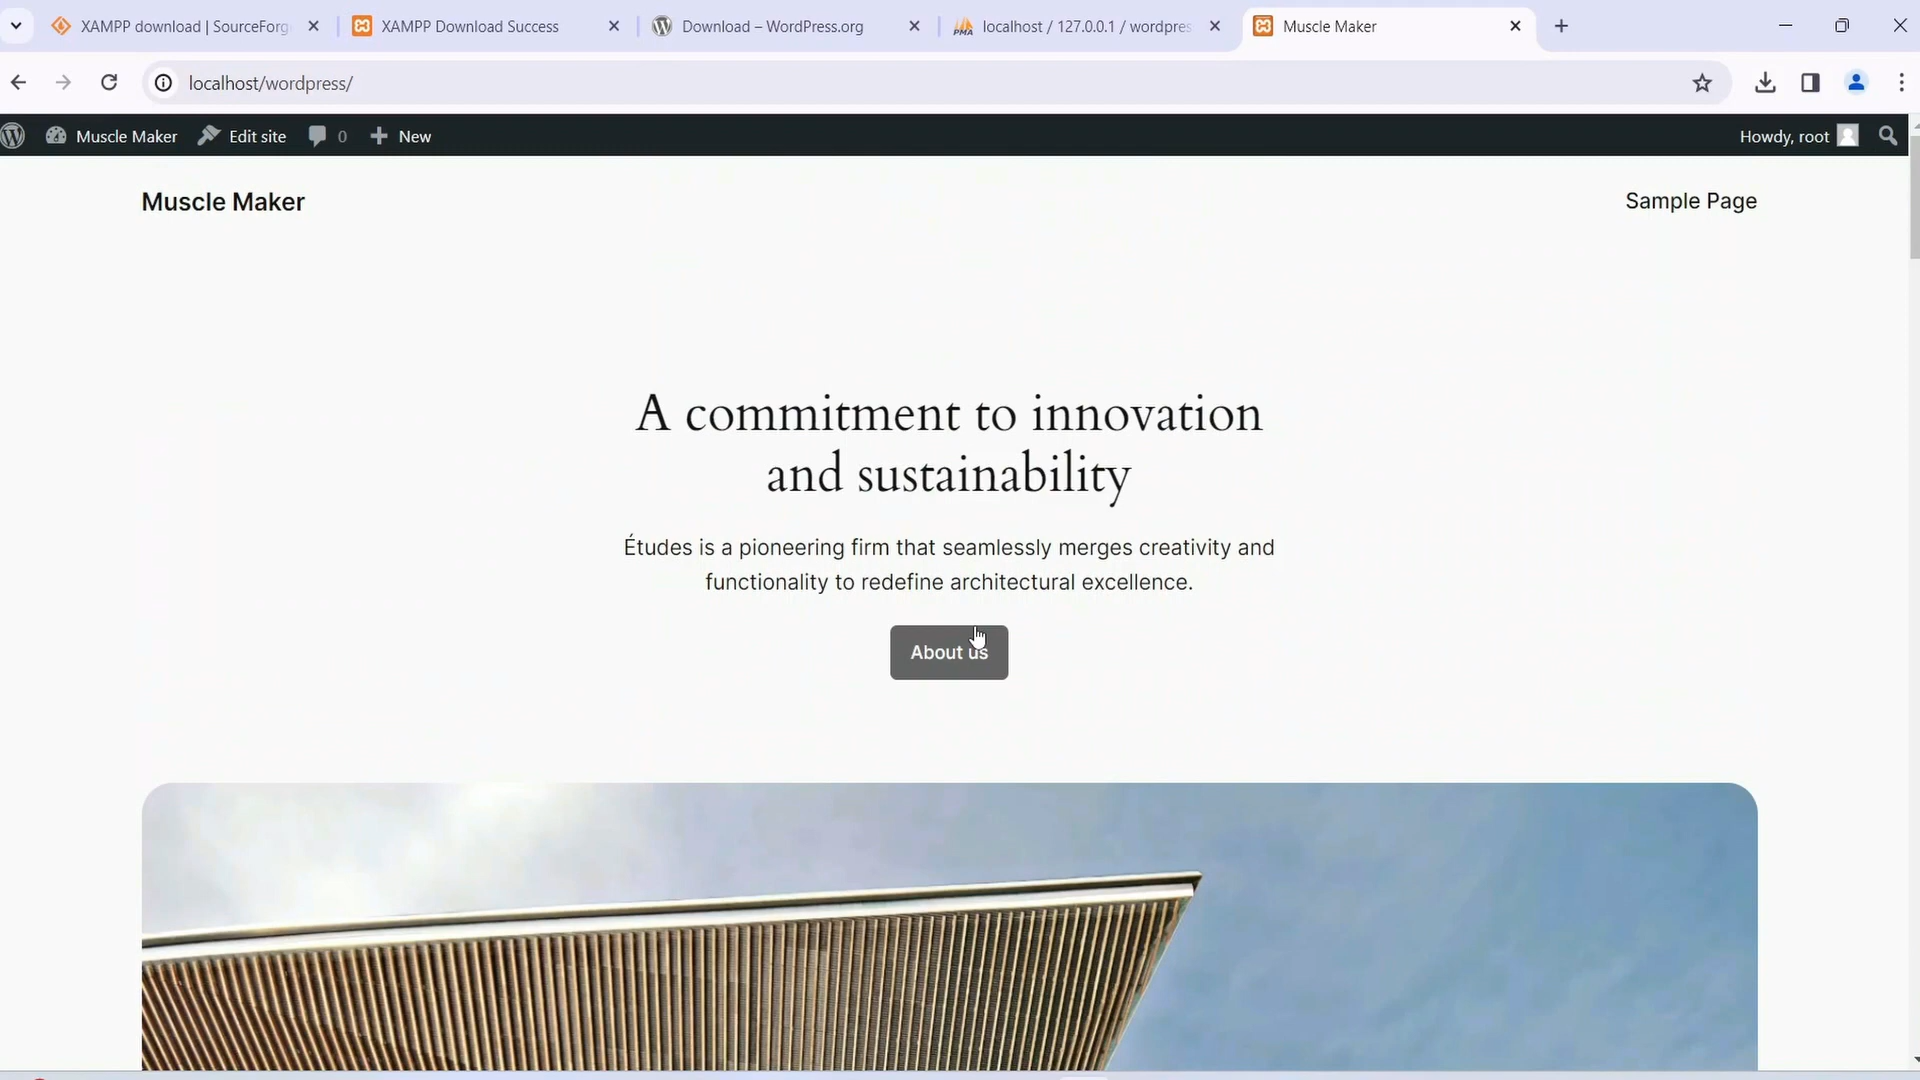 XAMPP download | SourceForg
XAMPP Download Success
Download – WordPress.org
localhost / 127.0.0.1 / wordpres
Muscle Maker
localhost/wordpress/
Muscle Maker
Edit site
0
New
Howdy, root
Muscle Maker
Sample Page
A commitment to innovation
and sustainability
Études is a pioneering firm that seamlessly merges creativity and
functionality to redefine architectural excellence.
About us